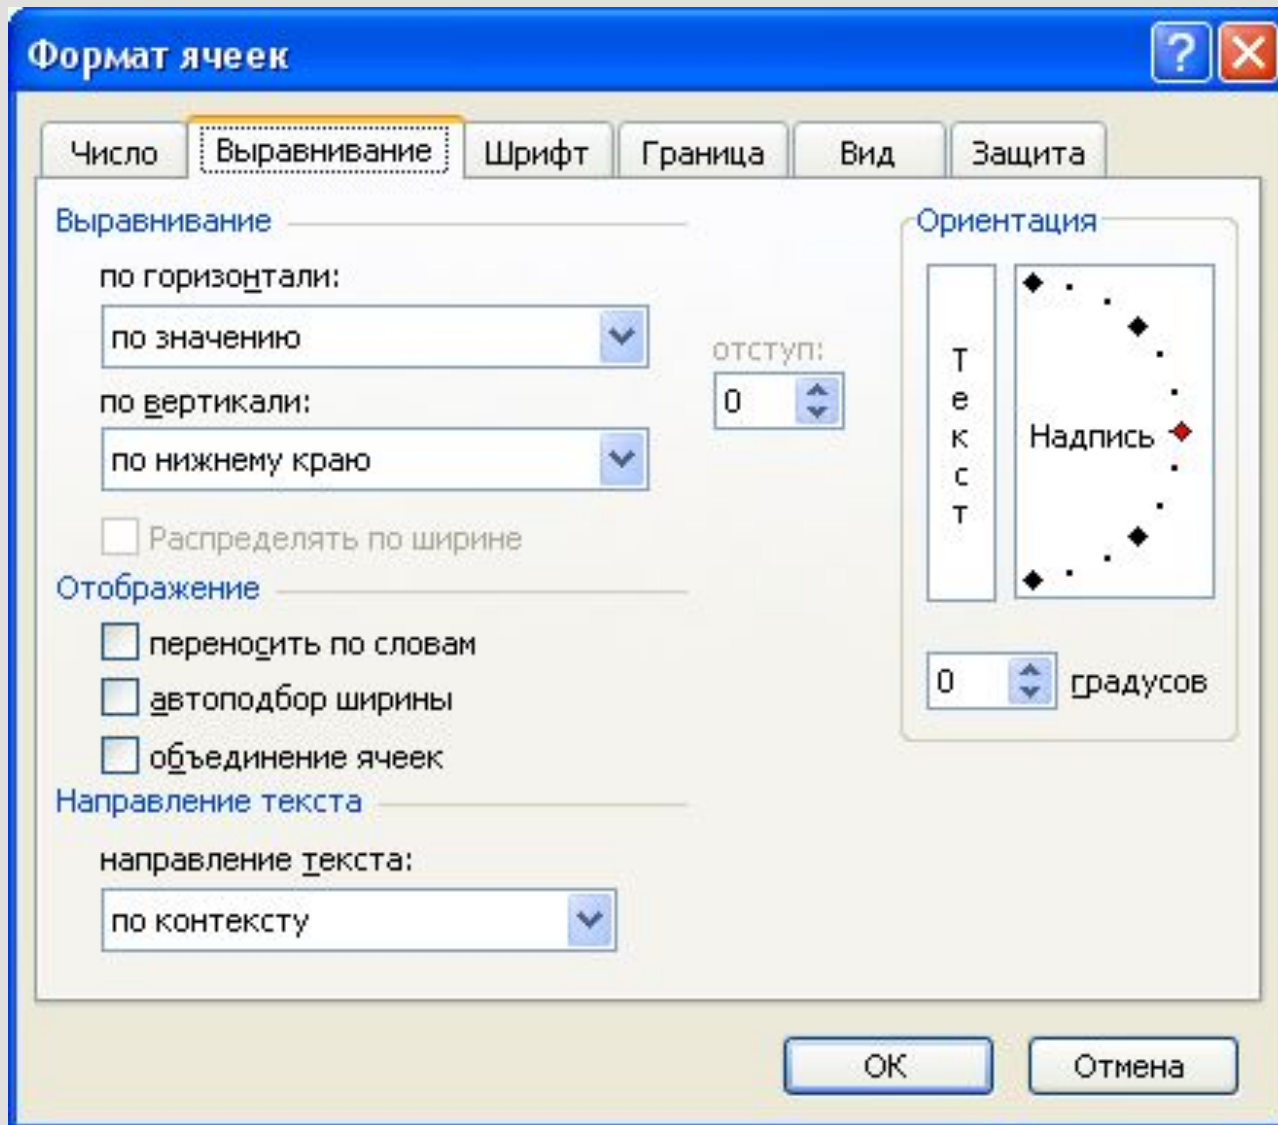 Формат ячеек
Число Выравнивание Шрифт Граница Вид Защита
Выравнивание
по горизонтали:
по значению
отступ:
0
по вертикали:
по нижнему краю
Распределять по ширине
Отображение
переносить по словам
автоподбор ширины
объединение ячеек
Направление текста
направление текста:
по контексту
Ориентация
Текст
Надпись
0 градусов
ОК Отмена